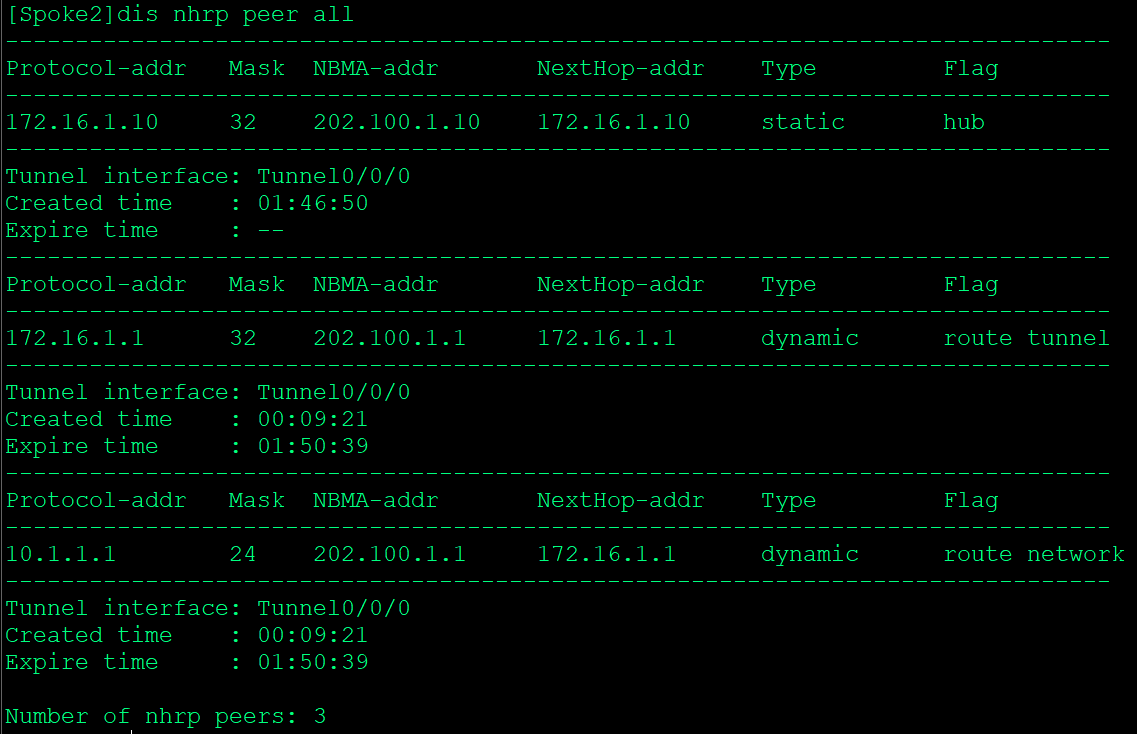 [Spoke2]dis nhrp peer all
-------------------------------------------------------------------------------
Protocol-addr   Mask  NBMA-addr       NextHop-addr    Type         Flag
-------------------------------------------------------------------------------
172.16.1.10     32    202.100.1.10    172.16.1.10     static       hub
-------------------------------------------------------------------------------
Tunnel interface: Tunnel0/0/0
Created time    : 01:46:50
Expire time     : --
-------------------------------------------------------------------------------
Protocol-addr   Mask  NBMA-addr       NextHop-addr    Type         Flag
-------------------------------------------------------------------------------
172.16.1.1      32    202.100.1.1     172.16.1.1      dynamic      route tunnel
-------------------------------------------------------------------------------
Tunnel interface: Tunnel0/0/0
Created time    : 00:09:21
Expire time     : 01:50:39
-------------------------------------------------------------------------------
Protocol-addr   Mask  NBMA-addr       NextHop-addr    Type         Flag
-------------------------------------------------------------------------------
10.1.1.1        24    202.100.1.1     172.16.1.1      dynamic      route network
-------------------------------------------------------------------------------
Tunnel interface: Tunnel0/0/0
Created time    : 00:09:21
Expire time     : 01:50:39

Number of nhrp peers: 3